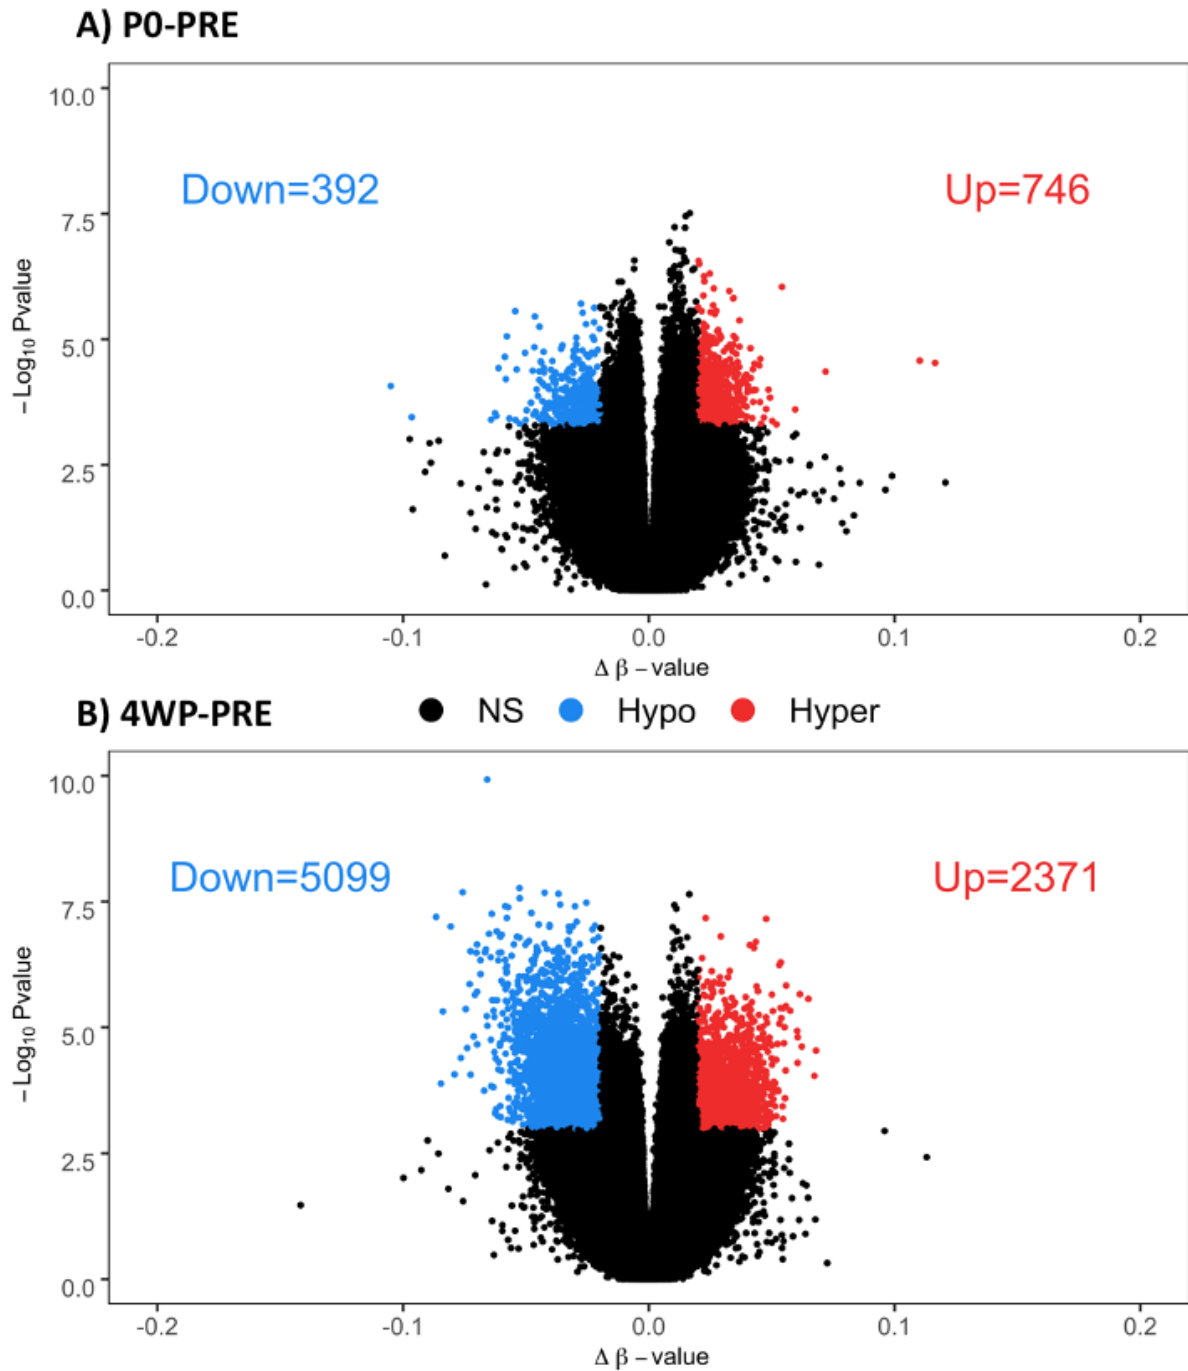 A) P0-PRE
10.0
Down=392
Up=746
7.5
5.0
2.5
0.0
− Log10 Pvalue
-0.2
-0.1
0.0
0.1
0.2
Δ β − value
B) 4WP-PRE
NS
Hypo
Hyper
10.0
Down=5099
Up=2371
7.5
5.0
2.5
0.0
− Log10 Pvalue
-0.2
-0.1
0.0
0.1
0.2
Δ β − value